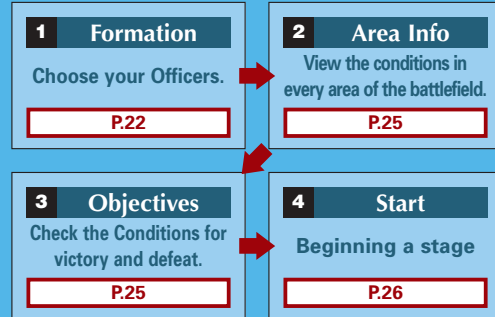 1 Formation
Choose your Officers.
P.22
2 Area Info
View the conditions in
every area of the battlefield.
P.25
3 Objectives
Check the Conditions for
victory and defeat.
P.25
4 Start
Beginning a stage
P.26